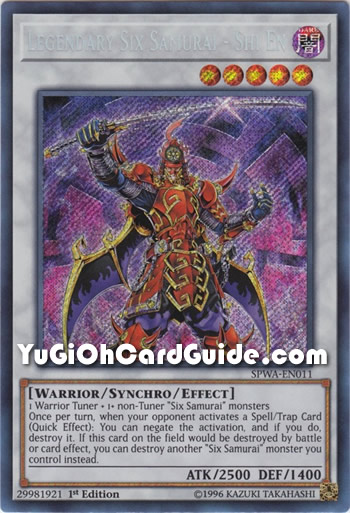 Legendary Six Samurai - Shi En
DARK
闇
YuGiOhCardGuide.com
SPWA-EN011
[WARRIOR/SYNCHRO/EFFECT]
1 Warrior Tuner + 1+ non-Tuner "Six Samurai" monsters
Once per turn, when your opponent activates a Spell/Trap Card
(Quick Effect): You can negate the activation, and if you do,
destroy it. If this card on the field would be destroyed by battle
or card effect, you can destroy another "Six Samurai" monster you
control instead.
ATK/2500 DEF/1400
29981921 1st Edition ©1996 KAZUKI TAKAHASHI